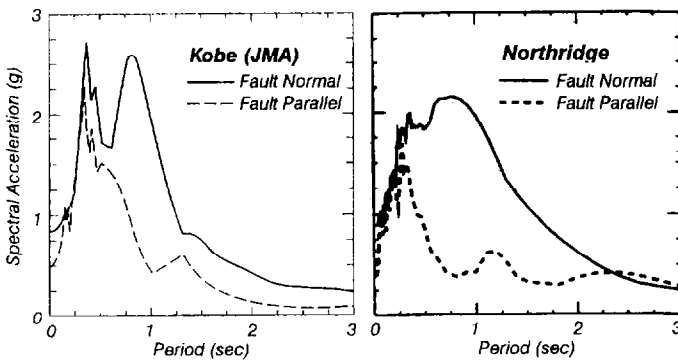 Kobe (JMA)
Fault Normal
Fault Parallel
Spectral Acceleration (g)
3
2
1
0
0
1
2
3
Period (sec)
Northridge
Fault Normal
Fault Parallel
0
1
2
3
Period (sec)